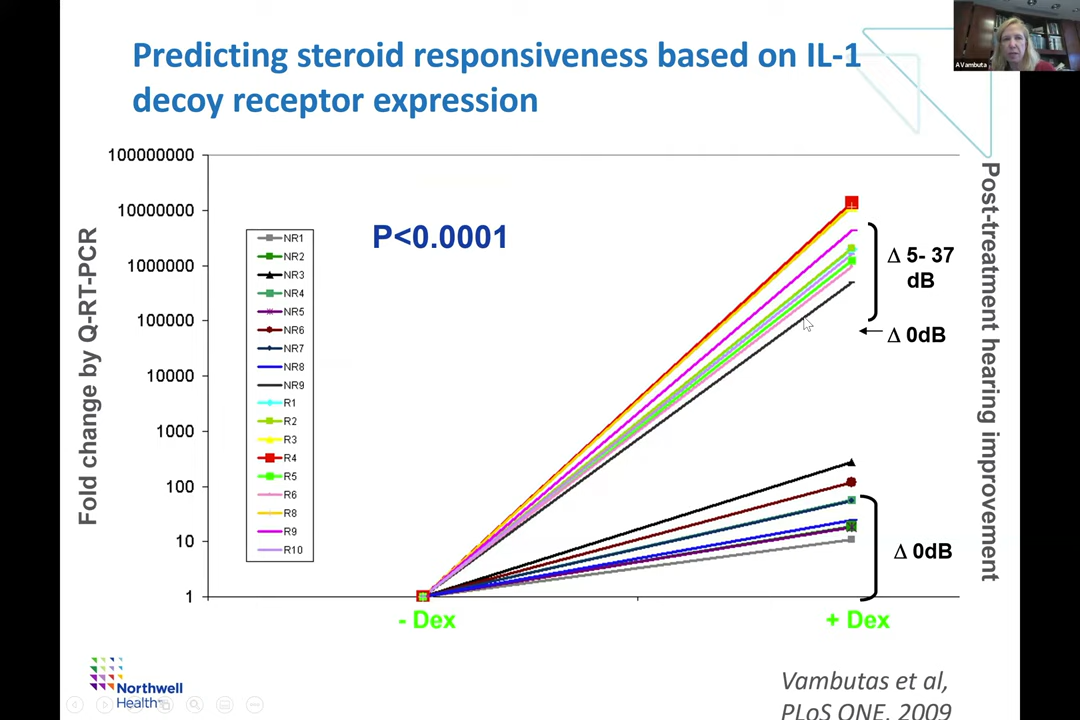 Predicting steroid responsiveness based on IL-1
decoy receptor expression
AVambuta
100000000
10000000
1000000
100000
10000
1000
100
10
1
Fold change by Q-RT-PCR
NR1
NR2
NR3
NR4
NR5
NR6
NR7
NR8
NR9
R1
R2
R3
R4
R5
R6
R8
R9
R10
P<0.0001
Δ 5- 37
dB
Δ 0dB
Δ 0dB
Post-treatment hearing improvement
- Dex
+ Dex
Northwell
Health
Vambutas et al,
PLoS ONE, 2009